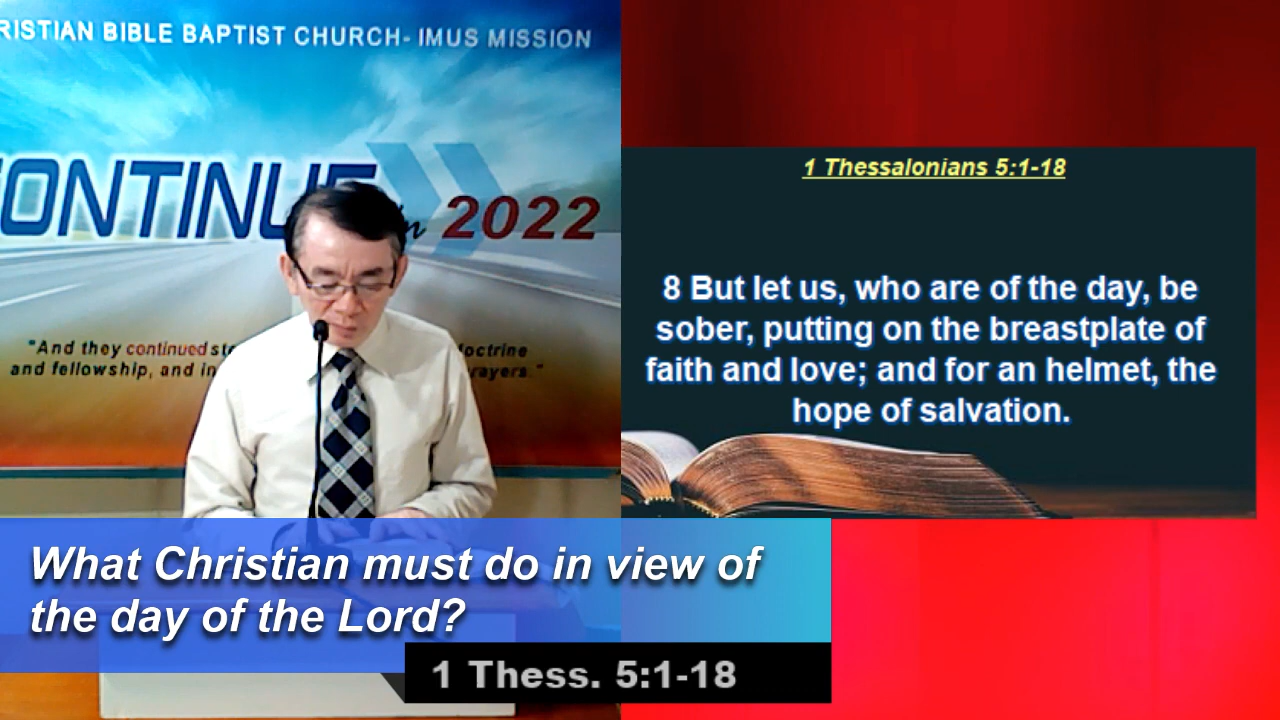 RISTIAN BIBLE BAPTIST CHURCH- IMUS MISSION
ONTINUE
in 2022
"And they continued
doctrine
and fellowship, and in
prayers."
1 Thessalonians 5:1-18
8 But let us, who are of the day, be
sober, putting on the breastplate of
faith and love; and for an helmet, the
hope of salvation.
What Christian must do in view of
the day of the Lord?
1 Thess. 5:1-18